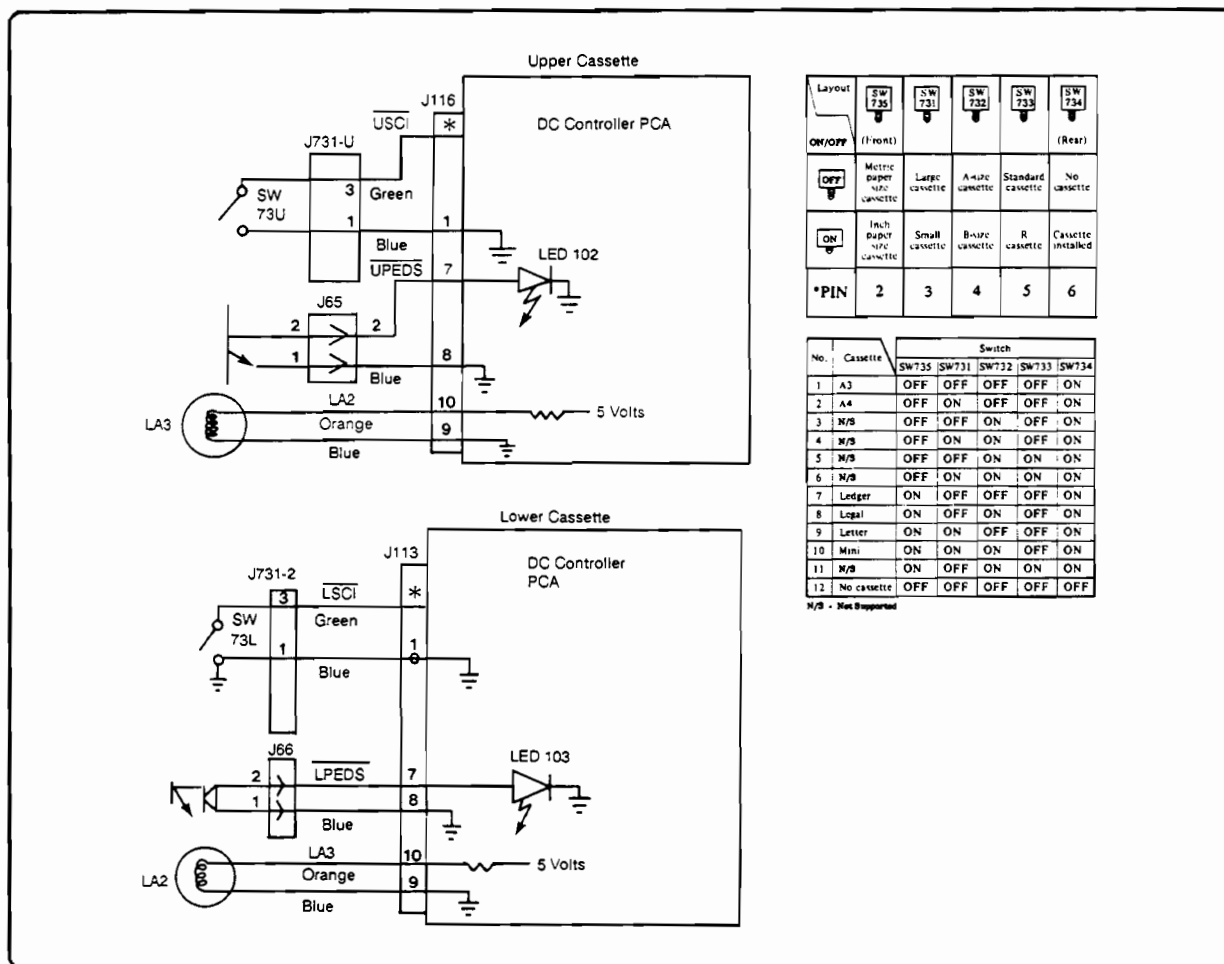 Upper Cassette
J116
USCI
*
DC Controller PCA
J731-U
3
Green
SW
73U
1
Blue
1
UPEDS
7
LED 102
J65
2
2
1
Blue
8
LA2
10
5 Volts
LA3
Orange
9
Blue
Lower Cassette
J113
DC Controller
PCA
J731-2
3
LSCI
*
Green
SW
73L
1
1
Blue
J66
LED 103
2
LPEDS
7
1
8
Blue
LA3
10
5 Volts
LA2
Orange
9
Blue
Layout
ON/OFF
SW 735 (Front)
SW 731
SW 732
SW 733
SW 734 (Rear)
OFF
Metric paper size cassette
Large cassette
A-size cassette
Standard cassette
No cassette
ON
Inch paper size cassette
Small cassette
B-size cassette
R cassette
Cassette installed
*PIN 2 3 4 5 6
No. Cassette Switch
SW735 SW731 SW732 SW733 SW734
1 A3 OFF OFF OFF OFF ON
2 A4 OFF ON OFF OFF ON
3 N/S OFF OFF ON OFF ON
4 N/S OFF ON ON OFF ON
5 N/S OFF OFF ON ON ON
6 N/S OFF ON ON ON ON
7 Ledger ON OFF OFF OFF ON
8 Legal ON OFF ON OFF ON
9 Letter ON ON OFF OFF ON
10 Mini ON ON ON OFF ON
11 N/S ON OFF ON ON ON
12 No cassette OFF OFF OFF OFF OFF
N/S - Not Supported